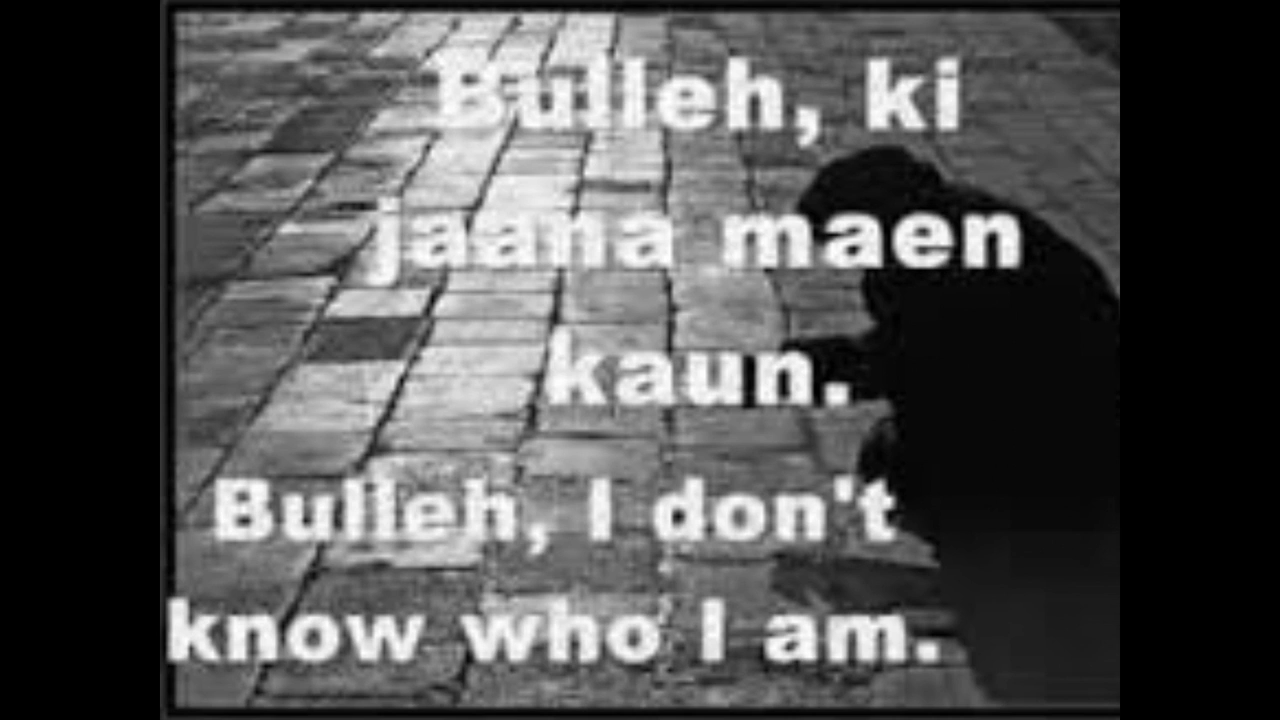 Bulleh, ki
jaana maen
kaun.
Bulleh, I don't
know who I am.